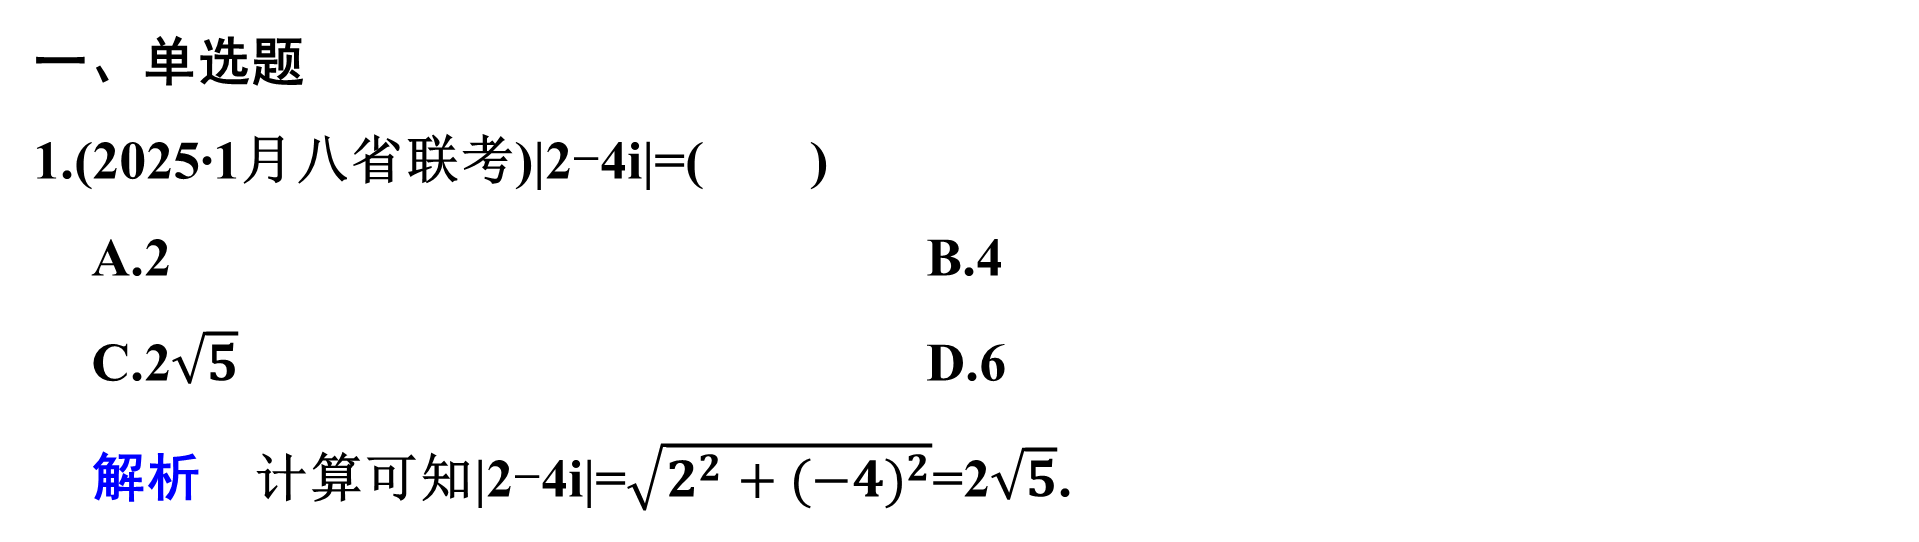 一、单选题
1.(2025·1月八省联考)|2−4i|=(　　)
A.2　　B.4
C.2√5　　D.6
解析　计算可知|2−4i|=√(2² + (−4)²)=2√5.